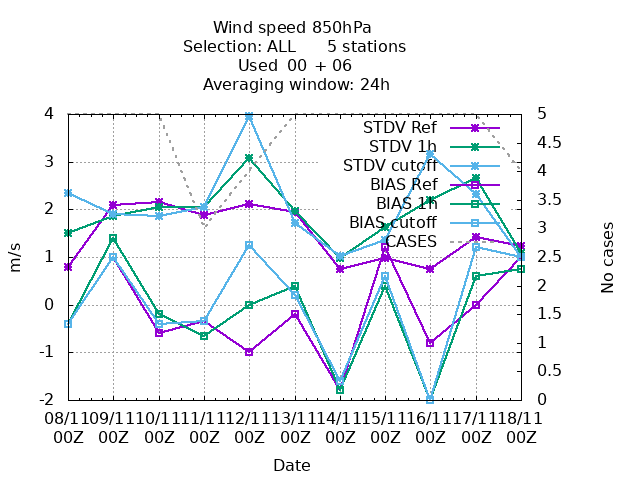 Wind speed 850hPa
Selection: ALL 5 stations
Used 00 + 06
Averaging window: 24h
4
3
2
1
0
-1
-2
m/s
5
4.5
4
3.5
3
2.5
2
1.5
1
0.5
0
No cases
STDV Ref
STDV 1h
STDV cutoff
BIAS Ref
BIAS 1h
BIAS cutoff
CASES
08/11 09/11 10/11 11/11 12/11 13/11 14/11 15/11 16/11 17/11 18/11
00Z 00Z 00Z 00Z 00Z 00Z 00Z 00Z 00Z 00Z 00Z
Date